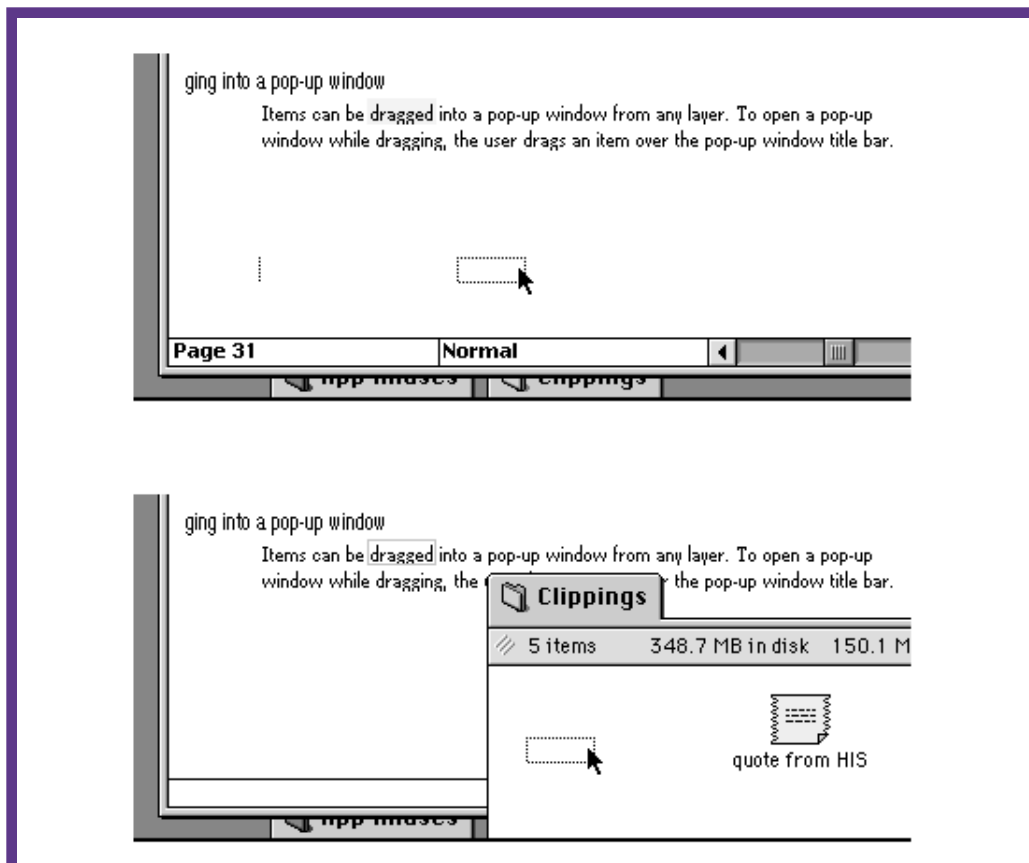 ging into a pop-up window
Items can be dragged into a pop-up window from any layer. To open a pop-up
window while dragging, the user drags an item over the pop-up window title bar.
Page 31 Normal
Clippings
ging into a pop-up window
Items can be dragged into a pop-up window from any layer. To open a pop-up
window while dragging, the r the pop-up window title bar.
Clippings
5 items 348.7 MB in disk 150.1 M
quote from HIS